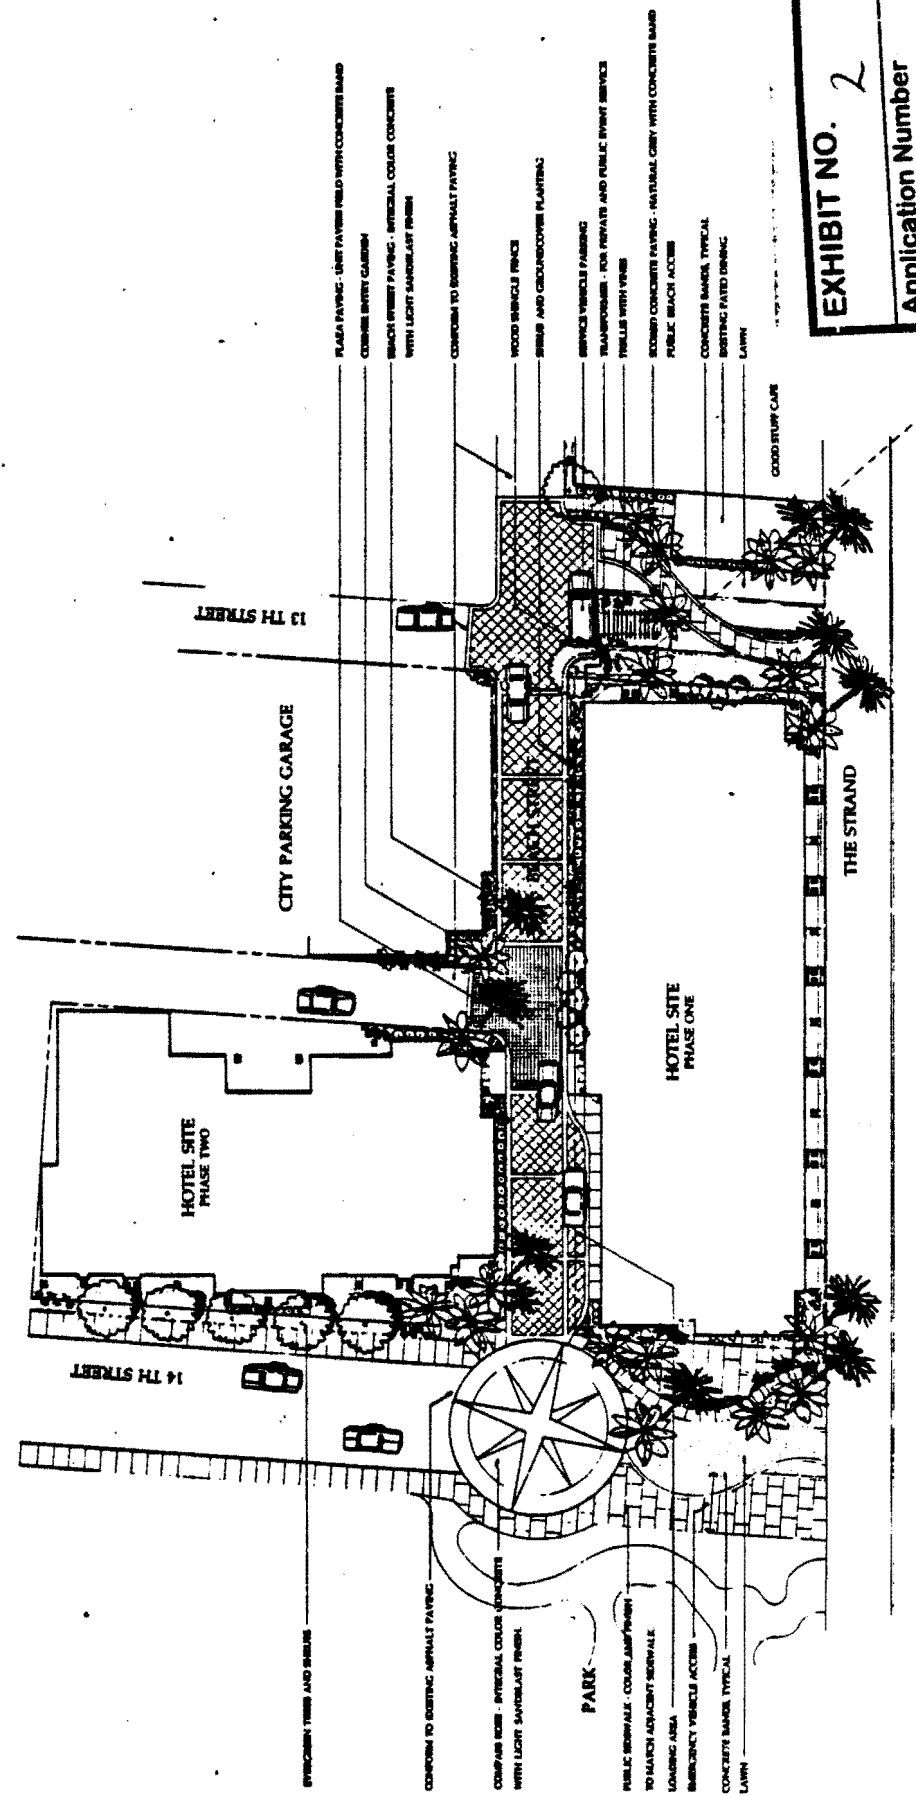 PLAZA PAVING - UNIT PAVERS FIELD WITH CONCRETE BAND
CORNER ENTRY GARDEN
BEACH STREET PAVING - INTEGRAL COLOR CONCRETE
WITH LIGHT SANDBLAST FINISH
CONFORM TO EXISTING ASPHALT PAVING
WOOD SHINGLE FENCE
SHRUB AND GROUNDCOVER PLANTING
SERVICE VEHICLE PARKING
TRANSFORMER - FOR PRIVATE AND PUBLIC EVENT SERVICE
TRELLIS WITH VINES
SCORED CONCRETE PAVING - NATURAL GREY WITH CONCRETE BAND
PUBLIC BEACH ACCESS
CONCRETE BANDS, TYPICAL
EXISTING PATIO DINING
LAWN
GOOD STUFF CAFE
EXHIBIT NO. 2
Application Number
13 TH STREET
CITY PARKING GARAGE
BEACH STREET
THE STRAND
HOTEL SITE
PHASE ONE
HOTEL SITE
PHASE TWO
14 TH STREET
PARK
EVERGREEN TREES AND SHRUBS
CONFORM TO EXISTING ASPHALT PAVING
COMPASS ROSE - INTEGRAL COLOR CONCRETE
WITH LIGHT SANDBLAST FINISH.
PUBLIC SIDEWALK - COLOR AND FINISH
TO MATCH ADJACENT SIDEWALK.
LOADING AREA
EMERGENCY VEHICLE ACCESS
CONCRETE BANDS, TYPICAL
LAWN